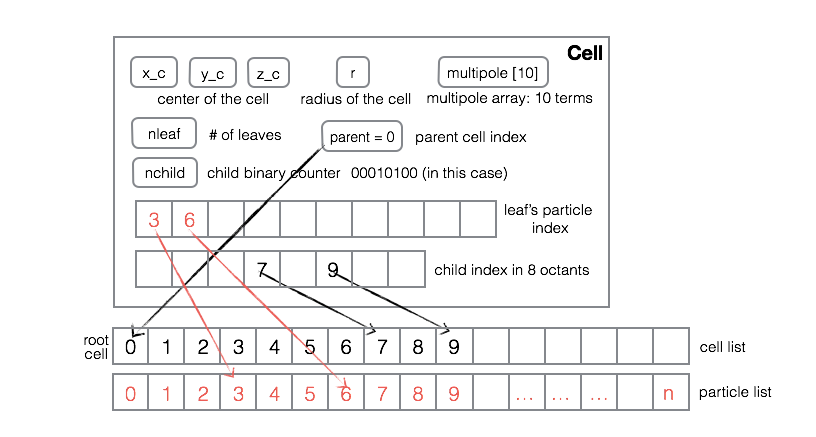 Cell
x_c y_c z_c r multipole [10]
center of the cell radius of the cell multipole array: 10 terms
nleaf # of leaves parent = 0 parent cell index
nchild child binary counter 00010100 (in this case)
3 6 leaf's particle
index
7 9 child index in 8 octants
root
cell
0 1 2 3 4 5 6 7 8 9 cell list
0 1 2 3 4 5 6 7 8 9 ... ... ... n particle list